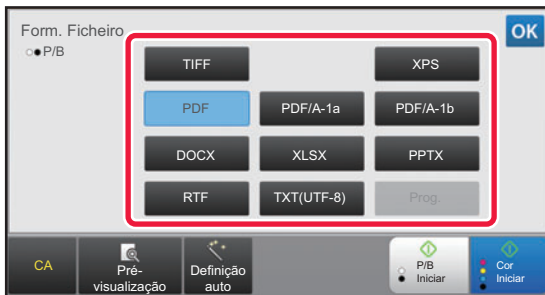 Form. Ficheiro
OK
P/B
TIFF
XPS
PDF
PDF/A-1a
PDF/A-1b
DOCX
XLSX
PPTX
RTF
TXT(UTF-8)
Prog.
CA
Pré-
visualização
Definição
auto
P/B
Iniciar
Cor
Iniciar